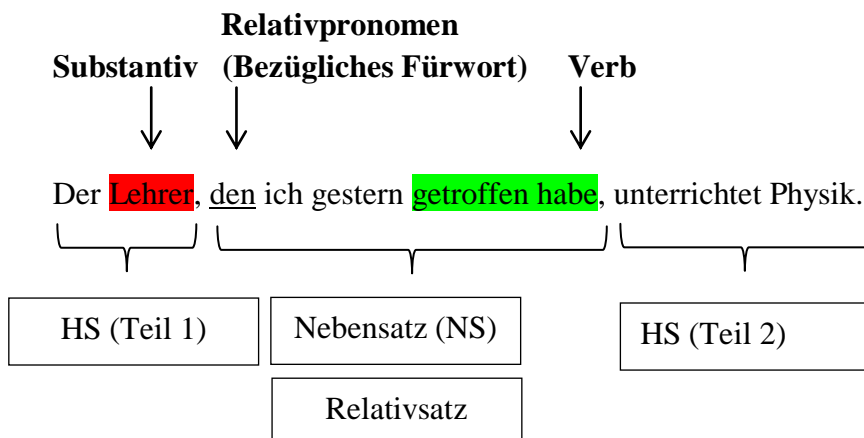 Relativpronomen
Substantiv (Bezügliches Fürwort) Verb
Der Lehrer, den ich gestern getroffen habe, unterrichtet Physik.
HS (Teil 1) Nebensatz (NS) HS (Teil 2)
Relativsatz